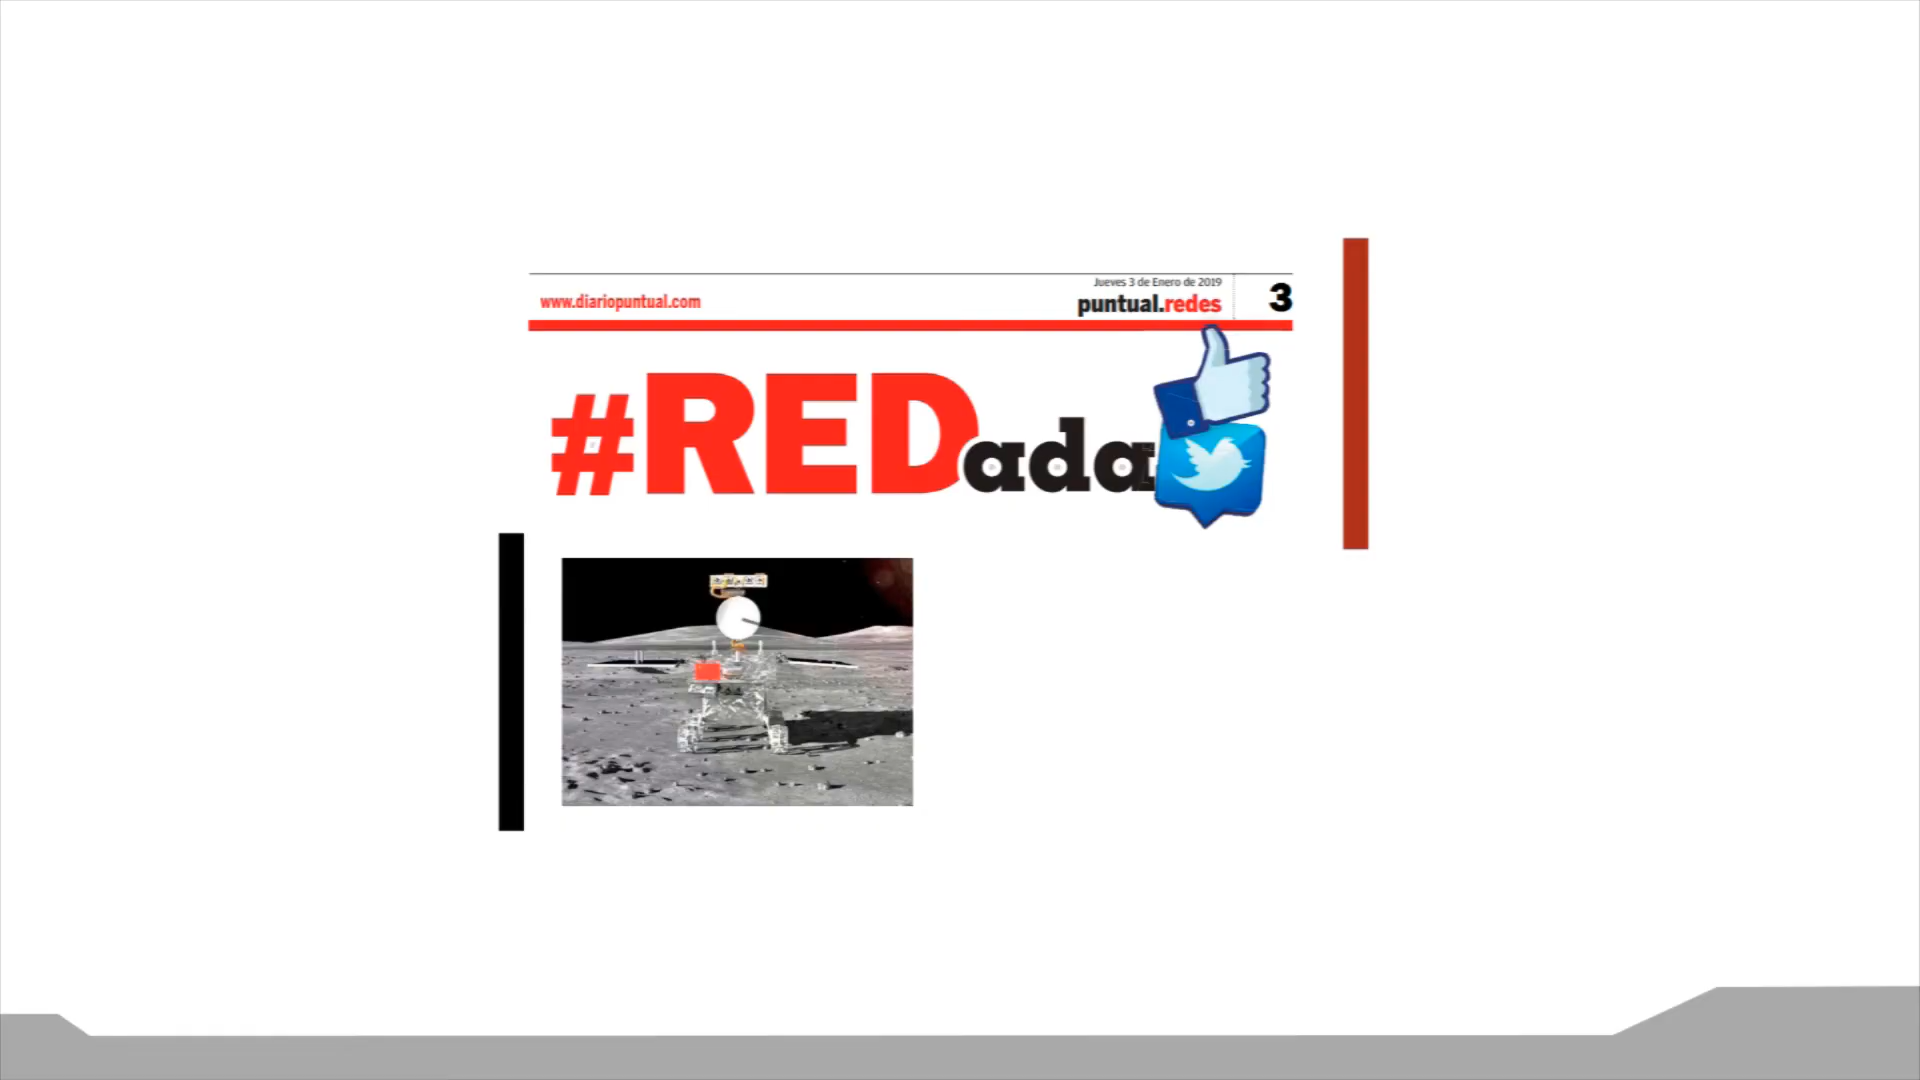 Jueves 3 de Enero de 2019
www.diariopuntual.com
puntual.redes
3
#REDada